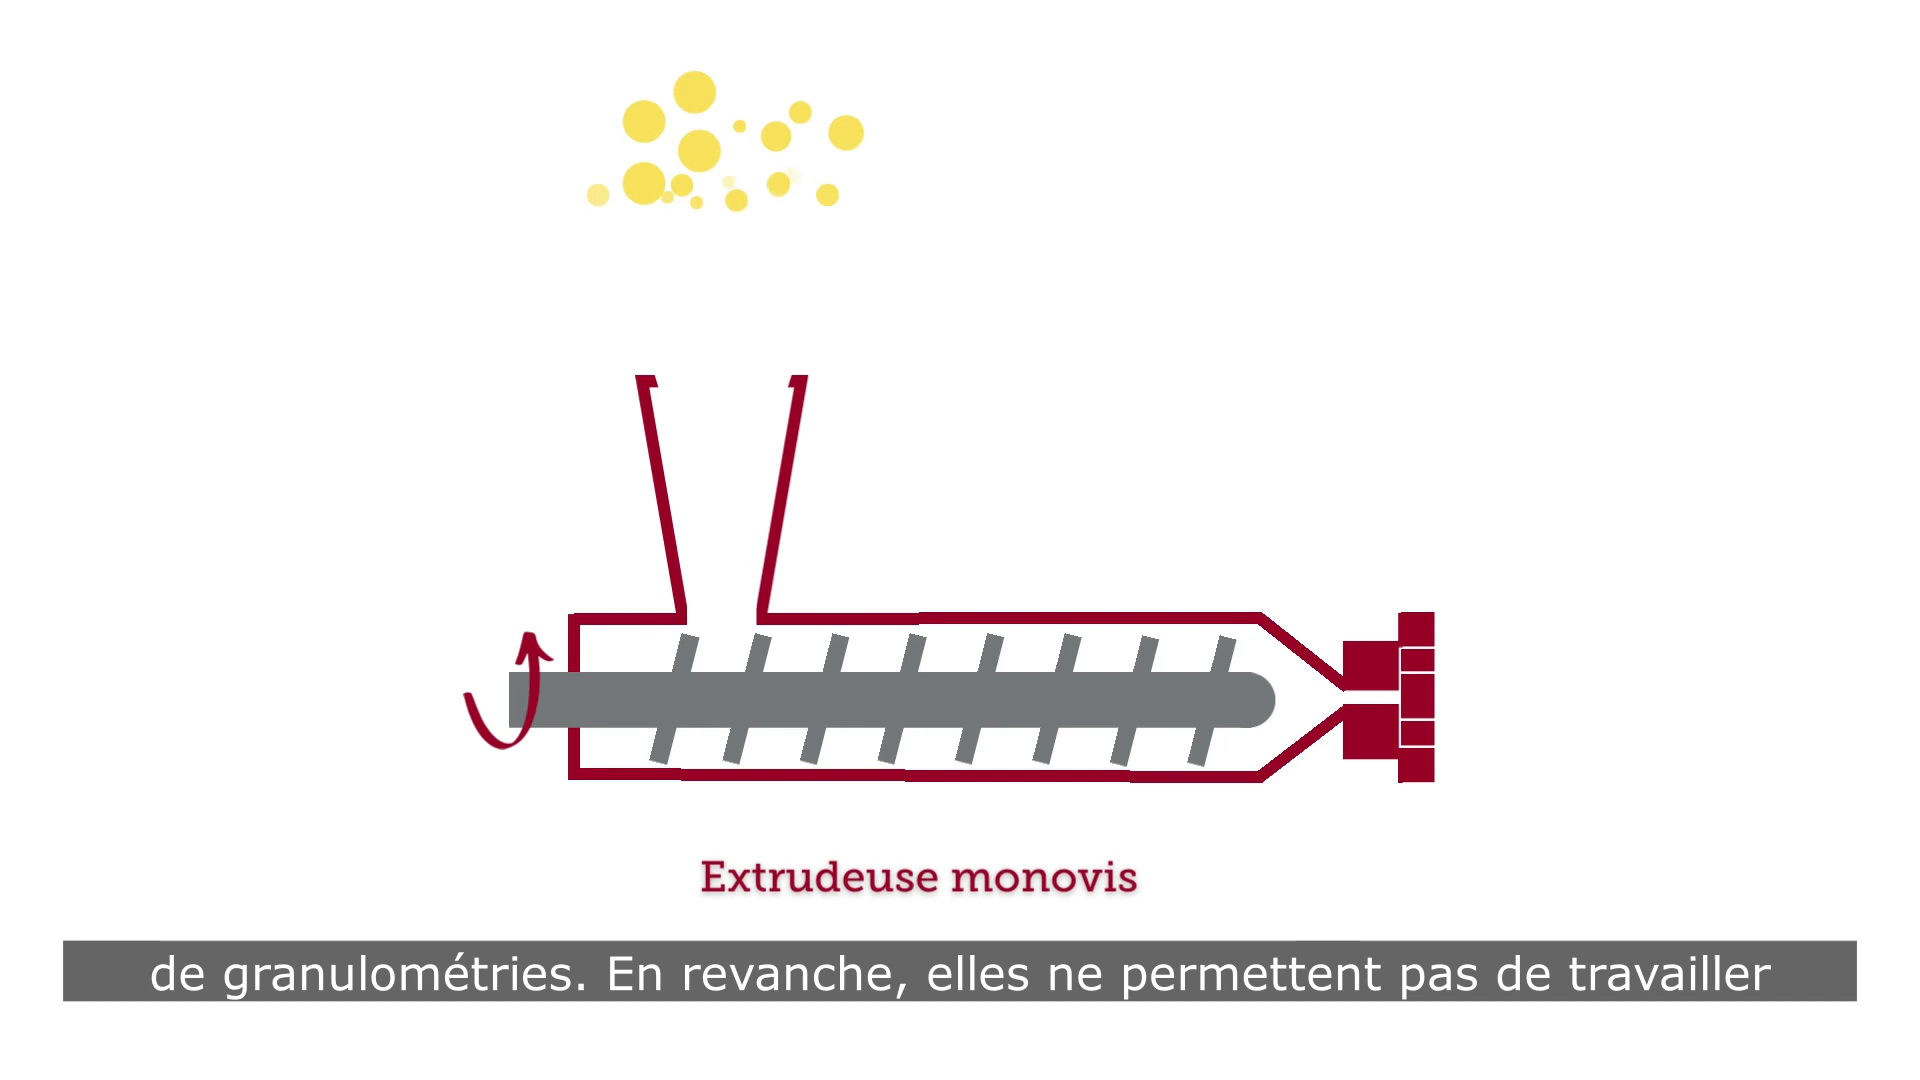 Extrudeuse monovis
de granulométries. En revanche, elles ne permettent pas de travailler